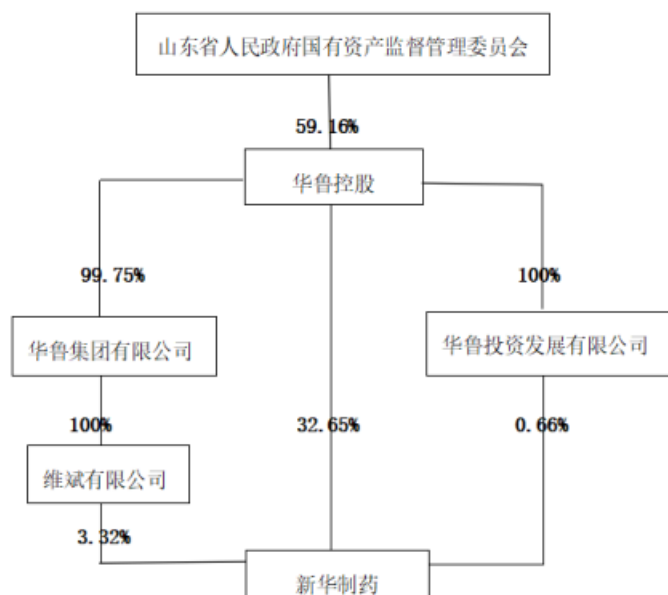 山东省人民政府国有资产监督管理委员会
59.16%
华鲁控股
99.75%
100%
华鲁集团有限公司
华鲁投资发展有限公司
100%
32.65%
0.66%
维斌有限公司
3.32%
新华制药